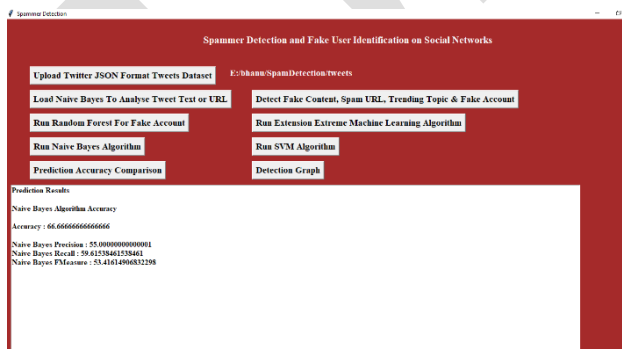 Spammer Detection
Spammer Detection and Fake User Identification on Social Networks
Upload Twitter JSON Format Tweets Dataset E:/bhanu/SpamDetection/tweets
Load Naive Bayes To Analyse Tweet Text or URL Detect Fake Content, Spam URL, Trending Topic & Fake Account
Run Random Forest For Fake Account Run Extension Extreme Machine Learning Algorithm
Run Naive Bayes Algorithm Run SVM Algorithm
Prediction Accuracy Comparison Detection Graph
Prediction Results
Naive Bayes Algorithm Accuracy
Accuracy : 66.66666666666666
Naive Bayes Precision : 55.00000000000001
Naive Bayes Recall : 59.61538461538461
Naive Bayes FMeasure : 53.41614906832298